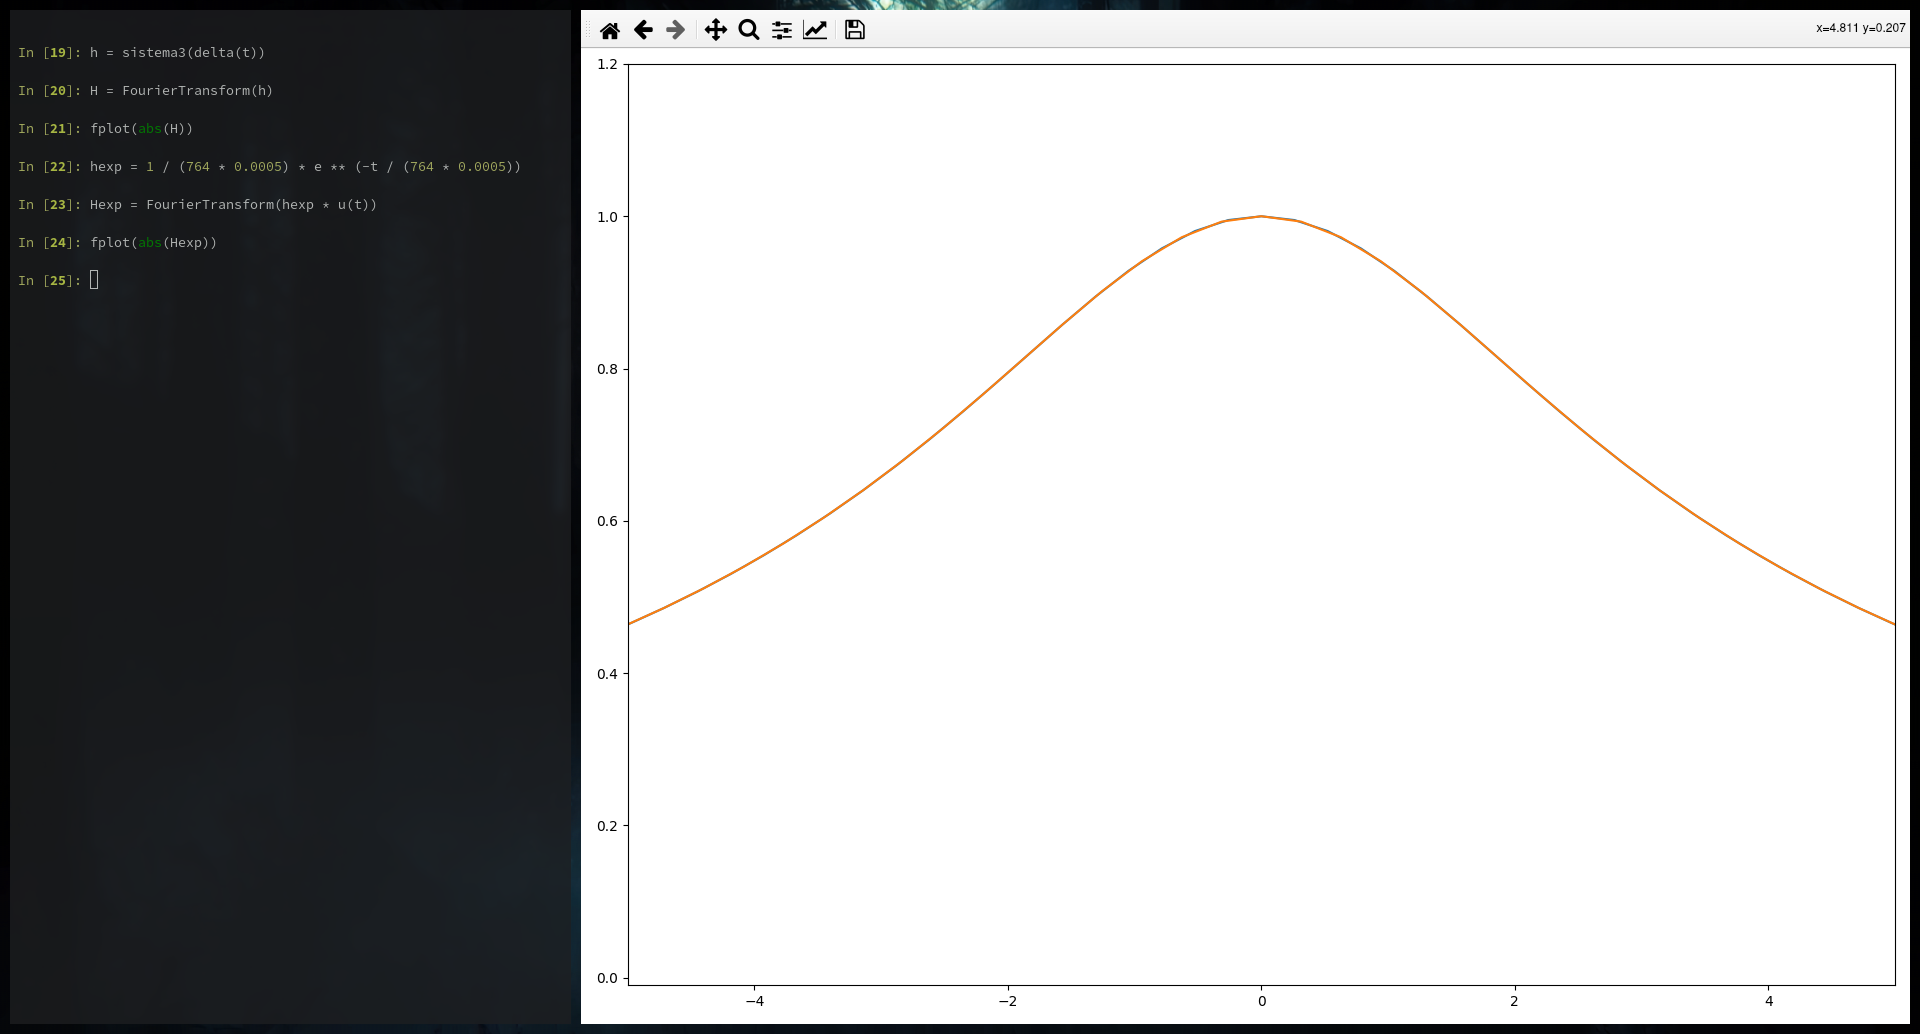 In [19]: h = sistema3(delta(t))
In [20]: H = FourierTransform(h)
In [21]: fplot(abs(H))
In [22]: hexp = 1 / (764 * 0.0005) * e ** (-t / (764 * 0.0005))
In [23]: Hexp = FourierTransform(hexp * u(t))
In [24]: fplot(abs(Hexp))
In [25]:
x=4.811 y=0.207
1.2
1.0
0.8
0.6
0.4
0.2
0.0
−4 −2 0 2 4